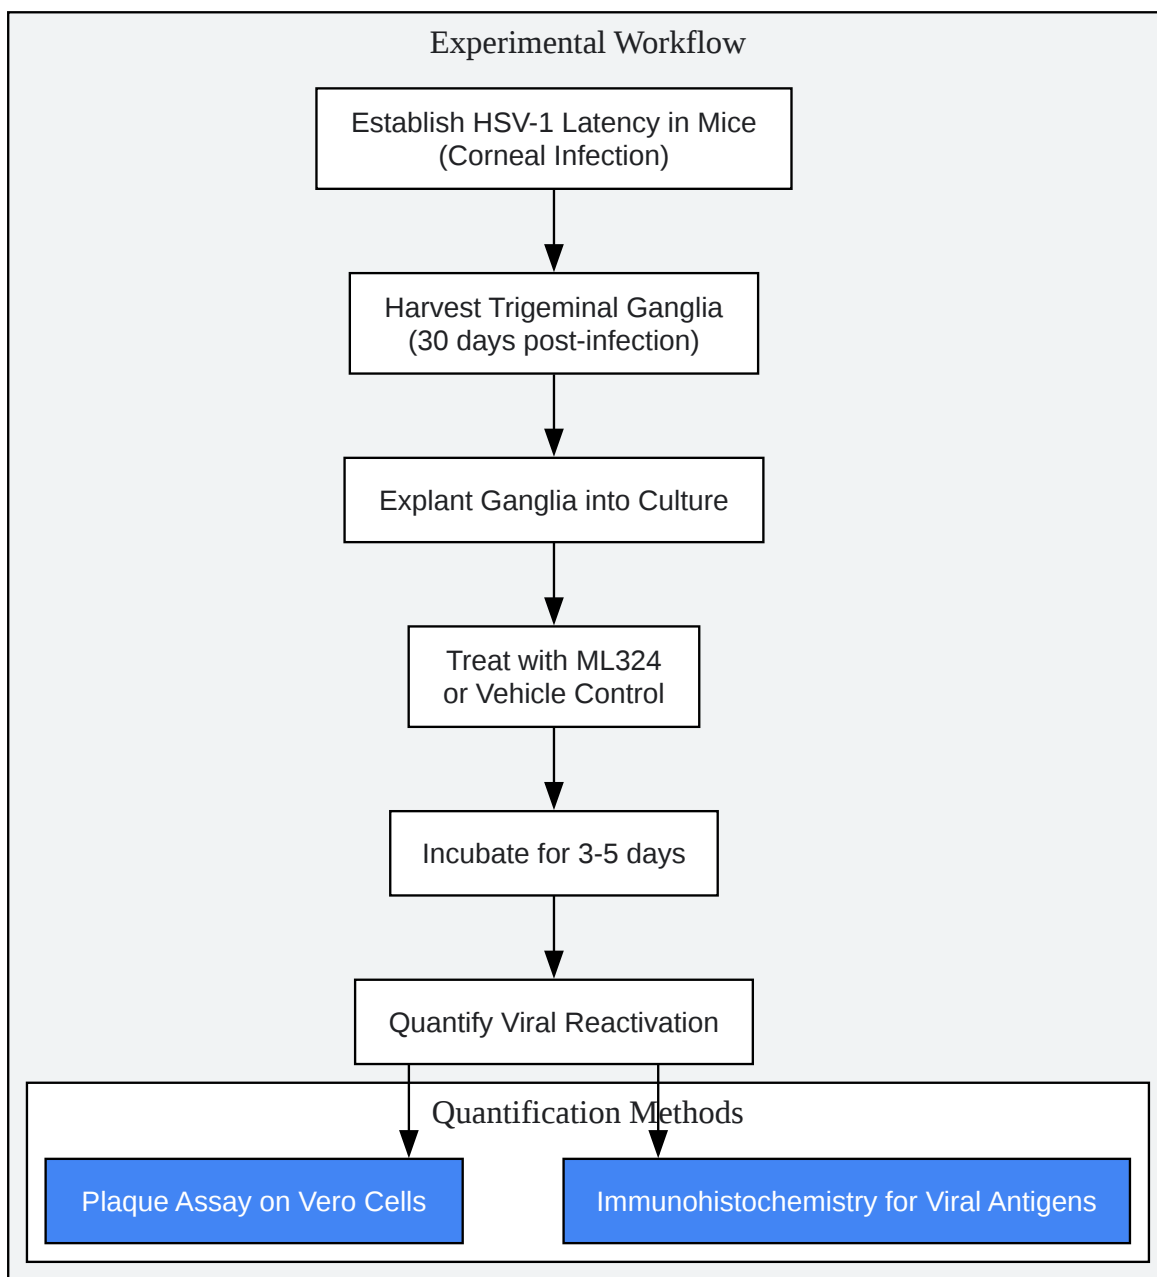 Experimental Workflow
Establish HSV-1 Latency in Mice
(Corneal Infection)
Harvest Trigeminal Ganglia
(30 days post-infection)
Explant Ganglia into Culture
Treat with ML324
or Vehicle Control
Incubate for 3-5 days
Quantify Viral Reactivation
Quantification Methods
Plaque Assay on Vero Cells
Immunohistochemistry for Viral Antigens